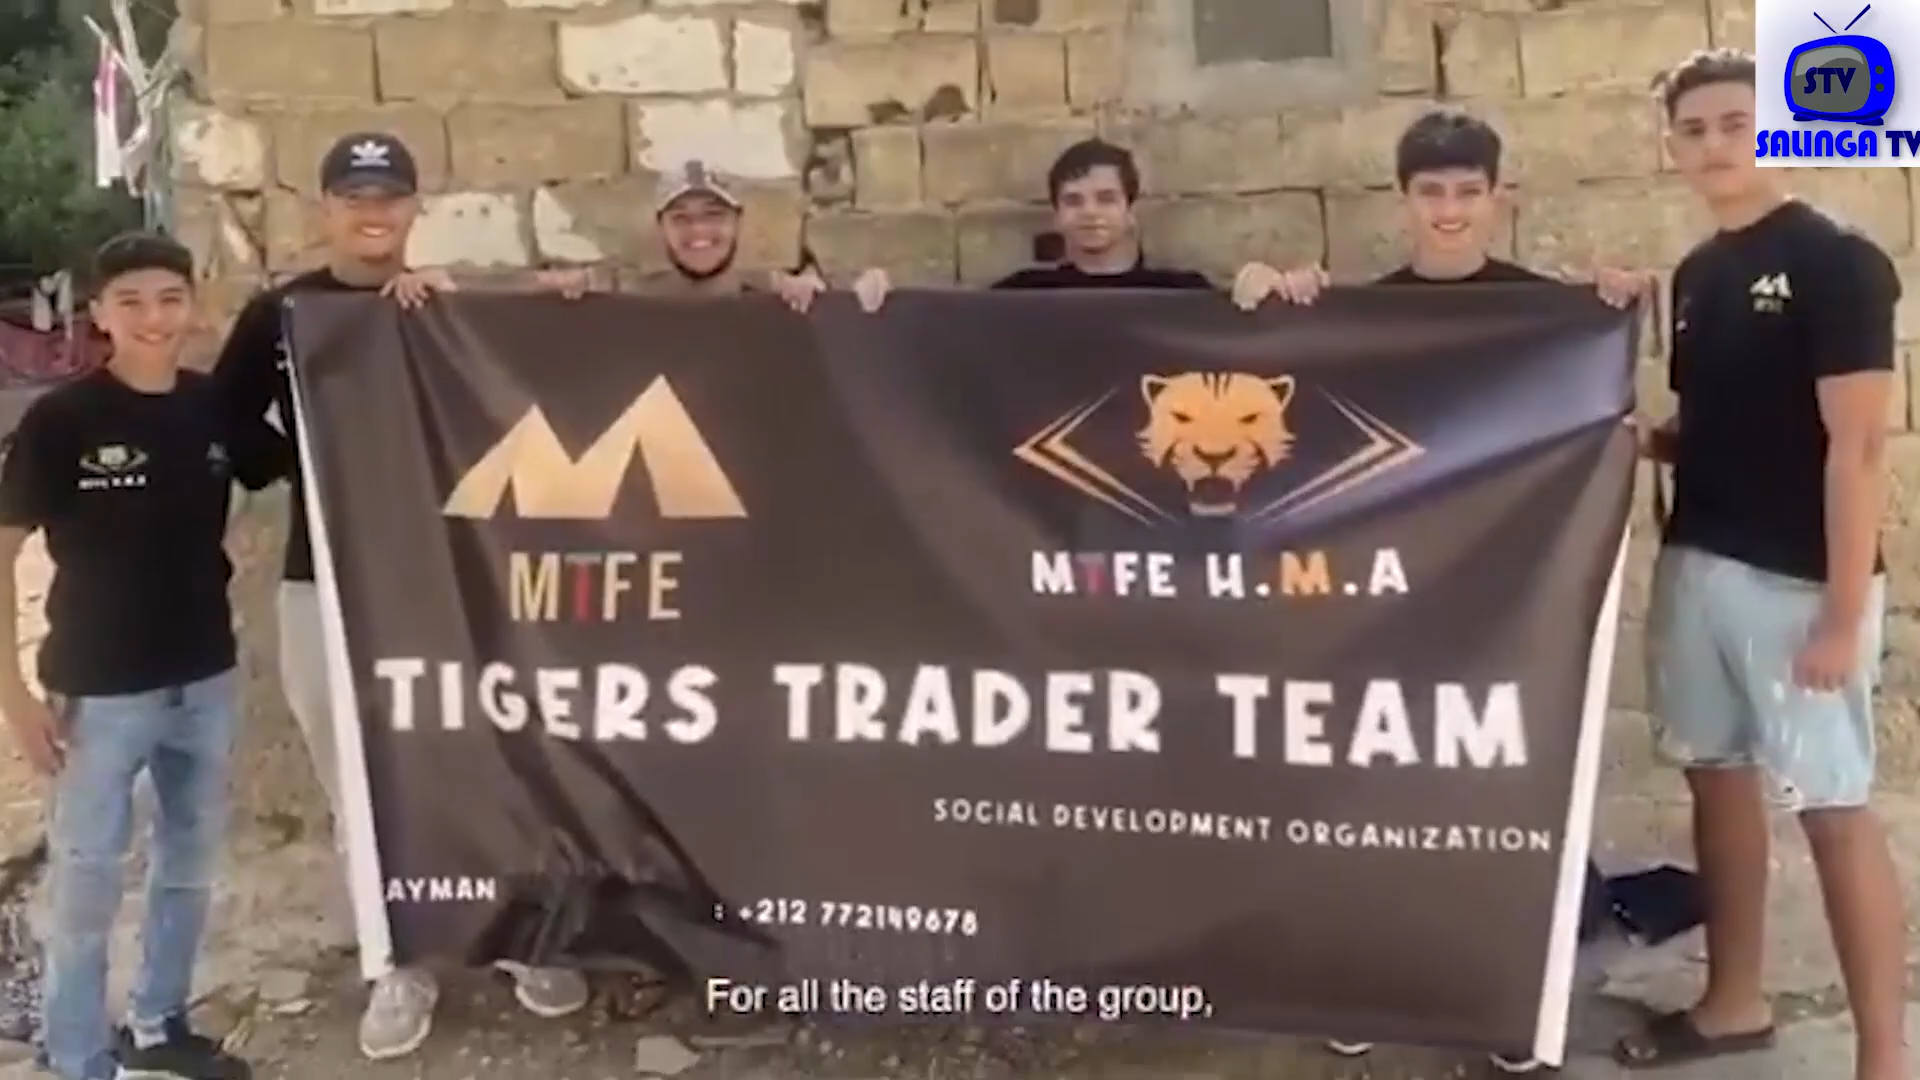 STV
SALINGA TV
MTFE
MTFE H.M.A
TIGERS TRADER TEAM
SOCIAL DEVELOPMENT ORGANIZATION
AYMAN
: +212 772149678
For all the staff of the group,